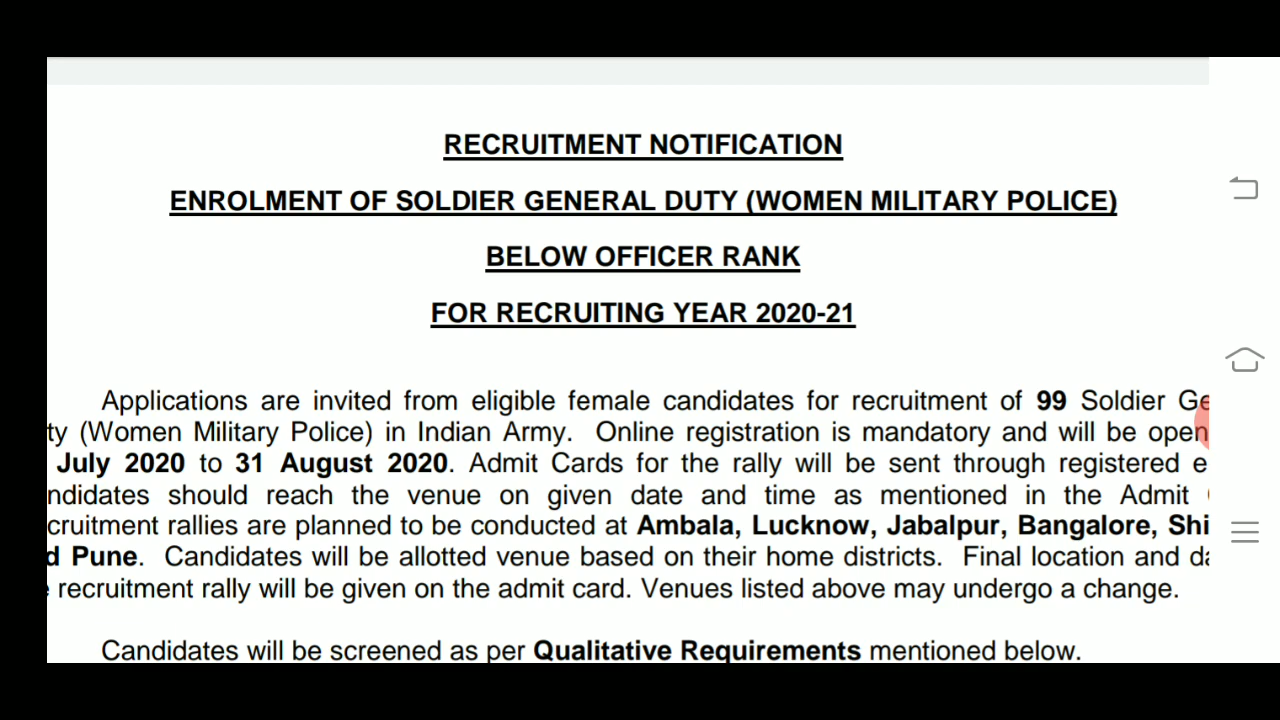 RECRUITMENT NOTIFICATION
ENROLMENT OF SOLDIER GENERAL DUTY (WOMEN MILITARY POLICE)
BELOW OFFICER RANK
FOR RECRUITING YEAR 2020-21
Applications are invited from eligible female candidates for recruitment of 99 Soldier Ge
ty (Women Military Police) in Indian Army. Online registration is mandatory and will be open
July 2020 to 31 August 2020. Admit Cards for the rally will be sent through registered e
ndidates should reach the venue on given date and time as mentioned in the Admit
cruitment rallies are planned to be conducted at Ambala, Lucknow, Jabalpur, Bangalore, Shi
d Pune. Candidates will be allotted venue based on their home districts. Final location and da
recruitment rally will be given on the admit card. Venues listed above may undergo a change.
Candidates will be screened as per Qualitative Requirements mentioned below.